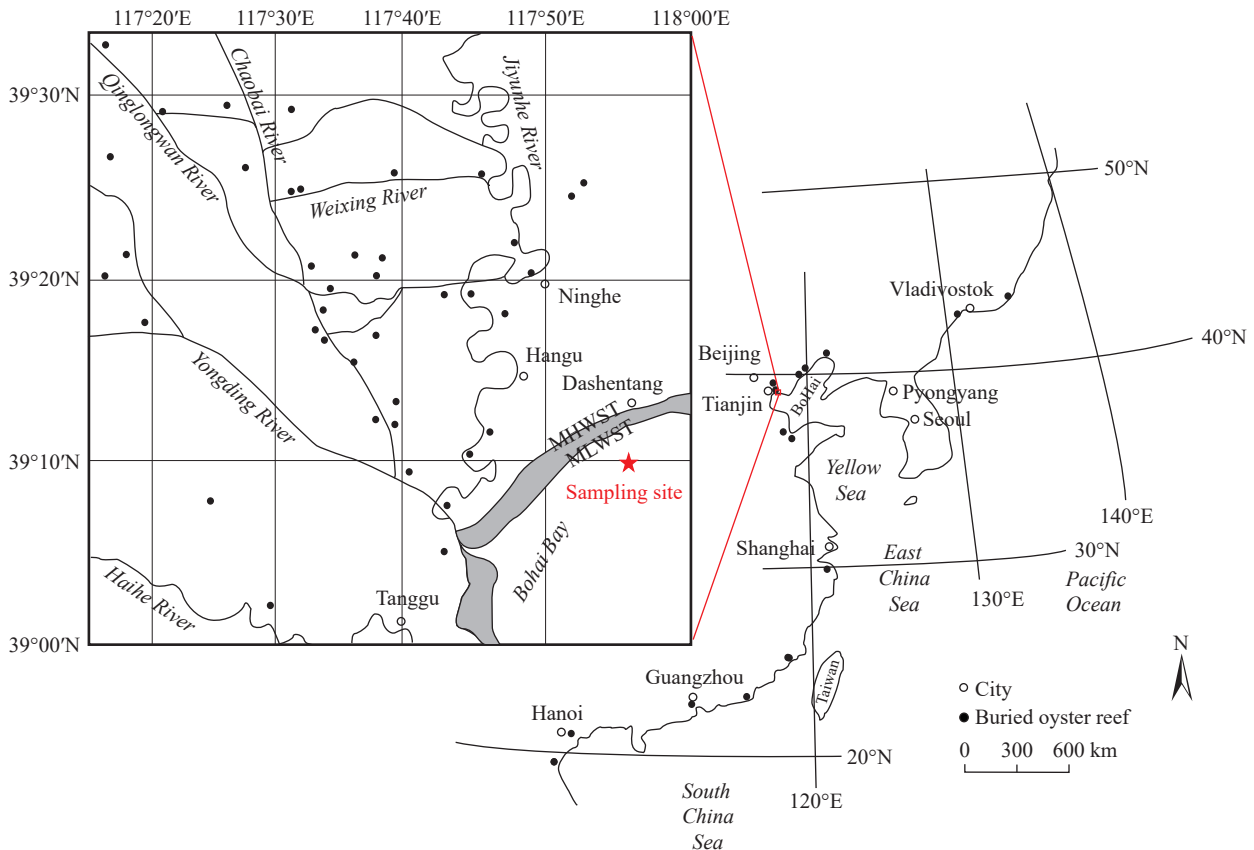 117°20′E 117°30′E 117°40′E 117°50′E 118°00′E
39°30′N
39°20′N
39°10′N
39°00′N
Qinglongwan River
Chaobai River
Jiyunhe River
Weixing River
Ninghe
Hangu
Dashentang
Yongding River
MHWST
MLWST
Sampling site
Bohai Bay
Haihe River
Tanggu
50°N
Vladivostok
40°N
Beijing
Tianjin
BoHai
Pyongyang
Seoul
Yellow
Sea
140°E
Shanghai
30°N
East
China
Sea
130°E
Pacific
Ocean
Taiwan
Guangzhou
Hanoi
20°N
120°E
South
China
Sea
N
City
Buried oyster reef
0 300 600 km